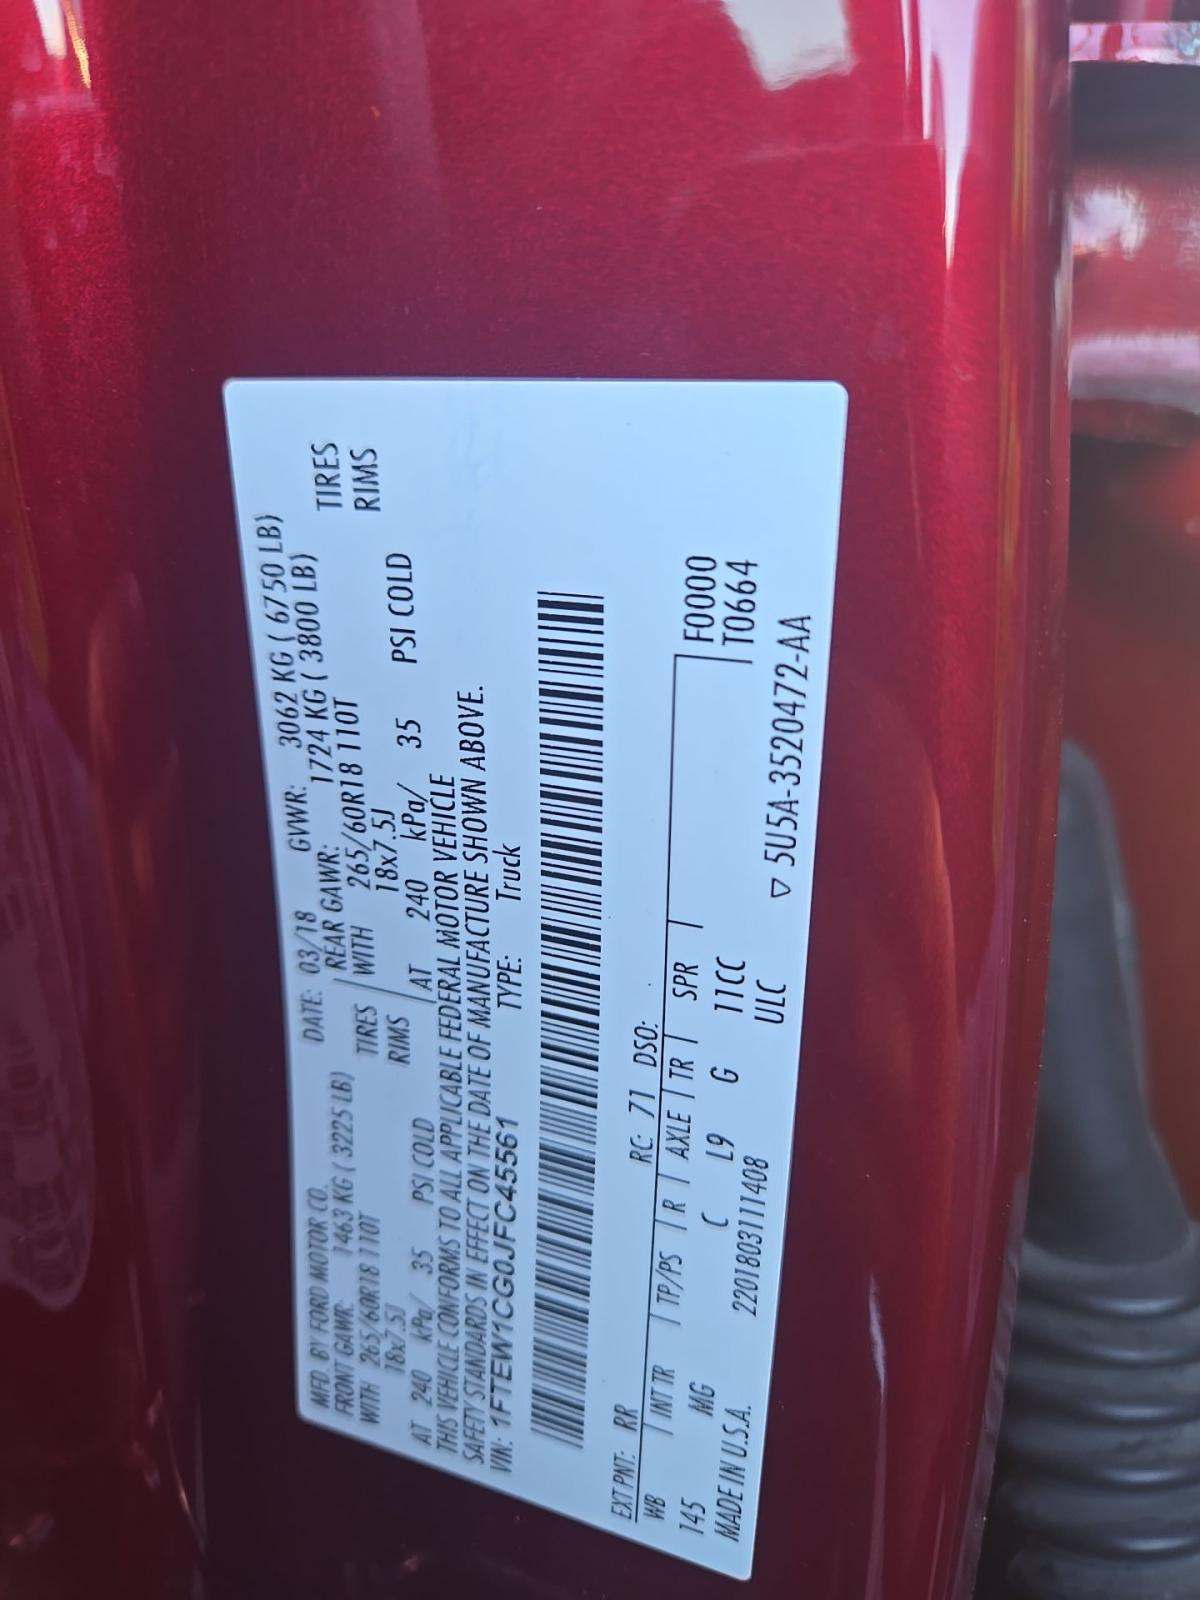 MFD. BY FORD MOTOR CO. DATE: 03/18 GVWR: 3062 KG ( 6750 LB)
FRONT GAWR: 1463 KG ( 3225 LB) REAR GAWR: 1724 KG ( 3800 LB)
WITH 265/60R18 110T TIRES WITH 265/60R18 110T TIRES
18x7.5J RIMS 18x7.5J RIMS
AT 240 kPa/ 35 PSI COLD AT 240 kPa/ 35 PSI COLD
THIS VEHICLE CONFORMS TO ALL APPLICABLE FEDERAL MOTOR VEHICLE
SAFETY STANDARDS IN EFFECT ON THE DATE OF MANUFACTURE SHOWN ABOVE.
VIN: 1FTEW1CG0JFC45561 TYPE: Truck
EXT PNT: RR RC: 71 DSO:
WB INT TR TP/PS R AXLE TR SPR F0000
145 MG C L9 G 11CC T0664
MADE IN U.S.A. 2201803111408 ULC
▽ 5U5A-3520472-AA